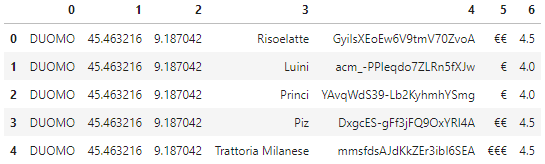 0 1 2 3 4 5 6
0 DUOMO 45.463216 9.187042 Risoelatte GyiIsXEoEw6V9tmV70ZvoA €€ 4.5
1 DUOMO 45.463216 9.187042 Luini acm_-PPIeqdo7ZLRn5fXJw € 4.0
2 DUOMO 45.463216 9.187042 Princi YAvqWdS39-Lb2KyhmhYSmg € 4.0
3 DUOMO 45.463216 9.187042 Piz DxgcES-gFf3jFQ9OxYRI4A €€ 4.5
4 DUOMO 45.463216 9.187042 Trattoria Milanese mmsfdsAJdKkZEr3ibI6SEA €€€ 4.5